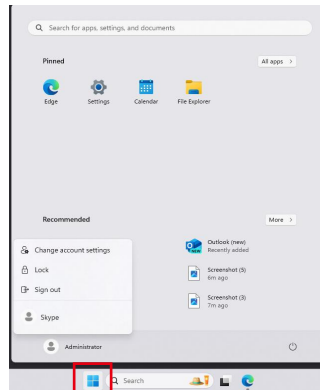 Search for apps, settings, and documents
Pinned
All apps >
Edge
Settings
Calendar
File Explorer
Recommended
More >
Change account settings
Outlook (new)
Recently added
Lock
Screenshot (5)
6m ago
Sign out
Screenshot (3)
7m ago
Skype
Administrator
Search